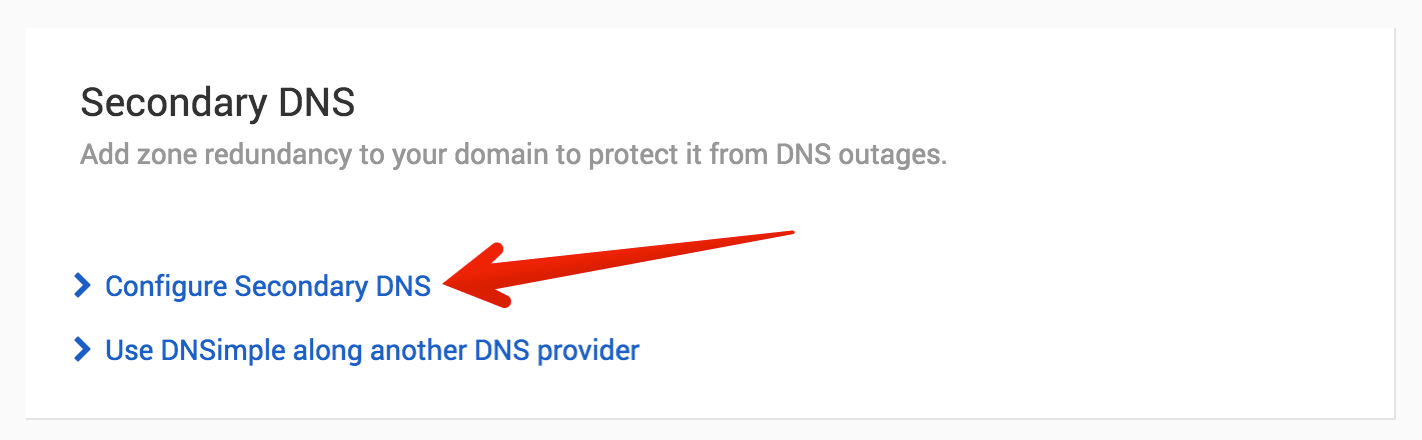 Secondary DNS
Add zone redundancy to your domain to protect it from DNS outages.
Configure Secondary DNS
Use DNSimple along another DNS provider